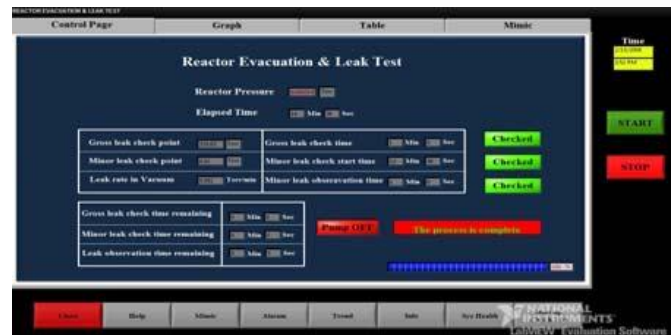 REACTOR EVACUATION & LEAK TEST
Control Page Graph Table Mimic
Time
Reactor Evacuation & Leak Test
Reactor Pressure
Elapsed Time Min Sec
START
Gross leak check point Gross leak check time Min Sec Checked
Minor leak check point Minor leak check start time Min Sec Checked
STOP
Leak rate in Vacuum Torr/min Minor leak obseravation time Min Sec Checked
Gross leak check time remaining Min Sec
Minor leak check time remaining Min Sec
Pump OFF The process is complete
Leak observation time remaining Min Sec
Close Help Mimic Alaram Trend Info Sys Health
NATIONAL
INSTRUMENTS
LabVIEW Evaluation Software